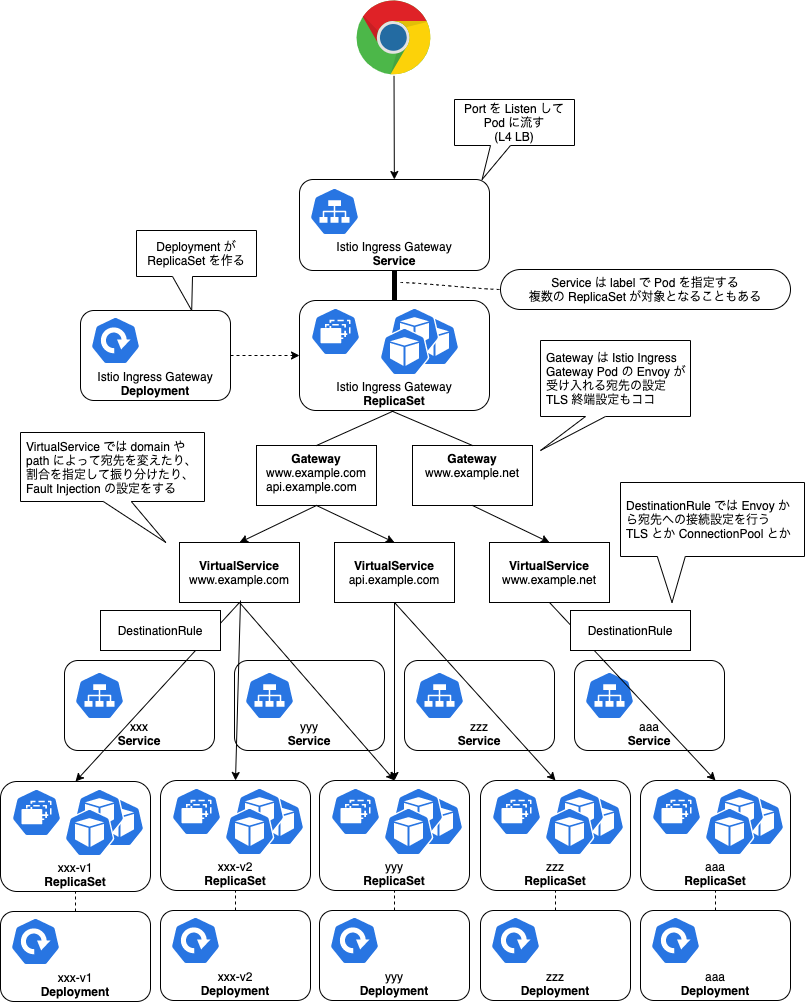 Port を Listen して
Pod に流す
(L4 LB)
Istio Ingress Gateway
Service
Deployment が
ReplicaSet を作る
Service は label で Pod を指定する
複数の ReplicaSet が対象となることもある
Istio Ingress Gateway
Deployment
Istio Ingress Gateway
ReplicaSet
Gateway は Istio Ingress
Gateway Pod の Envoy が
受け入れる宛先の設定
TLS 終端設定もココ
VirtualService では domain や
path によって宛先を変えたり、
割合を指定して振り分けたり、
Fault Injection の設定をする
Gateway
www.example.com
api.example.com
Gateway
www.example.net
DestinationRule では Envoy か
ら宛先への接続設定を行う
TLS とか ConnectionPool とか
VirtualService
www.example.com
VirtualService
api.example.com
VirtualService
www.example.net
DestinationRule
DestinationRule
xxx
Service
yyy
Service
zzz
Service
aaa
Service
xxx-v1
ReplicaSet
xxx-v2
ReplicaSet
yyy
ReplicaSet
zzz
ReplicaSet
aaa
ReplicaSet
xxx-v1
Deployment
xxx-v2
Deployment
yyy
Deployment
zzz
Deployment
aaa
Deployment